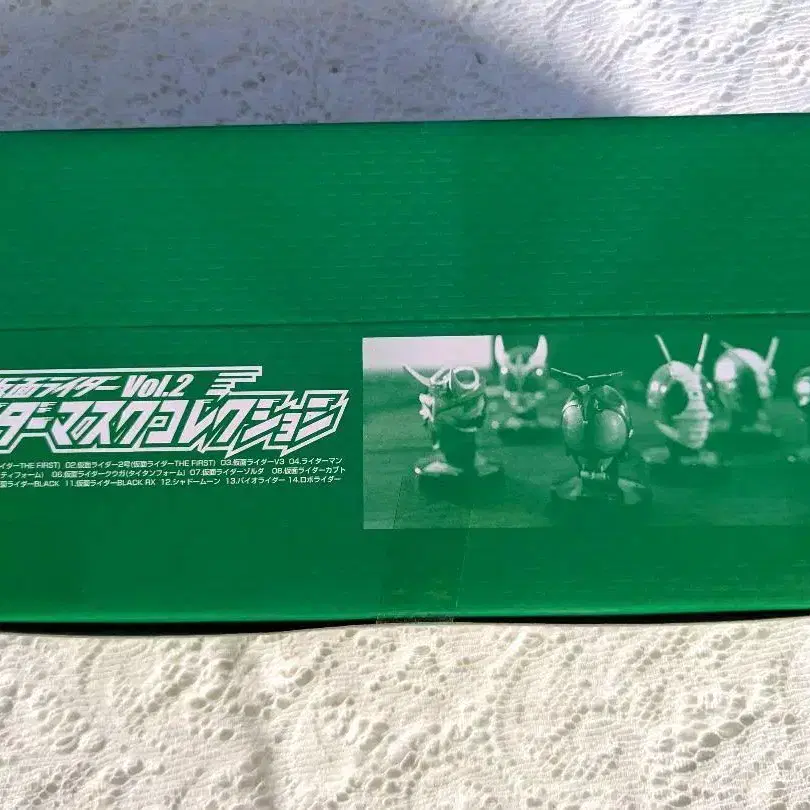 仮面ライダー Vol.2
ダーマスクコレクション
イダーTHE FIRST) 02.仮面ライダー2号(仮面ライダーTHE FIRST) 03.仮面ライダーV3 04.ライダーマン
ティフォーム) 06.仮面ライダークウガ(タイタンフォーム) 07.仮面ライダーゾルダ 08.仮面ライダーカブト
面ライダーBLACK 11.仮面ライダーBLACK RX 12.シャドームーン 13.バイオライダー 14.ロボライダー